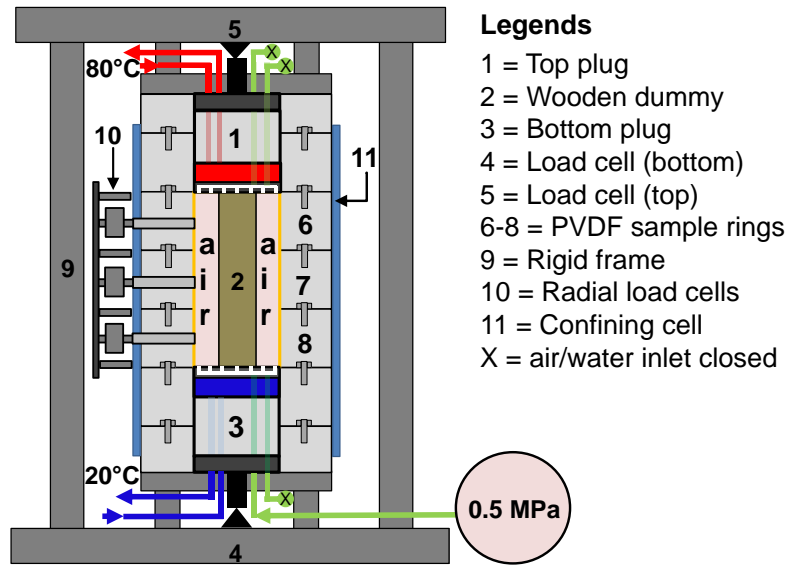 5
X
X
80°C
1
10
11
6
a
i
r
2
a
i
r
9
7
8
3
20°C
X
4
0.5 MPa
Legends
1 = Top plug
2 = Wooden dummy
3 = Bottom plug
4 = Load cell (bottom)
5 = Load cell (top)
6-8 = PVDF sample rings
9 = Rigid frame
10 = Radial load cells
11 = Confining cell
X = air/water inlet closed